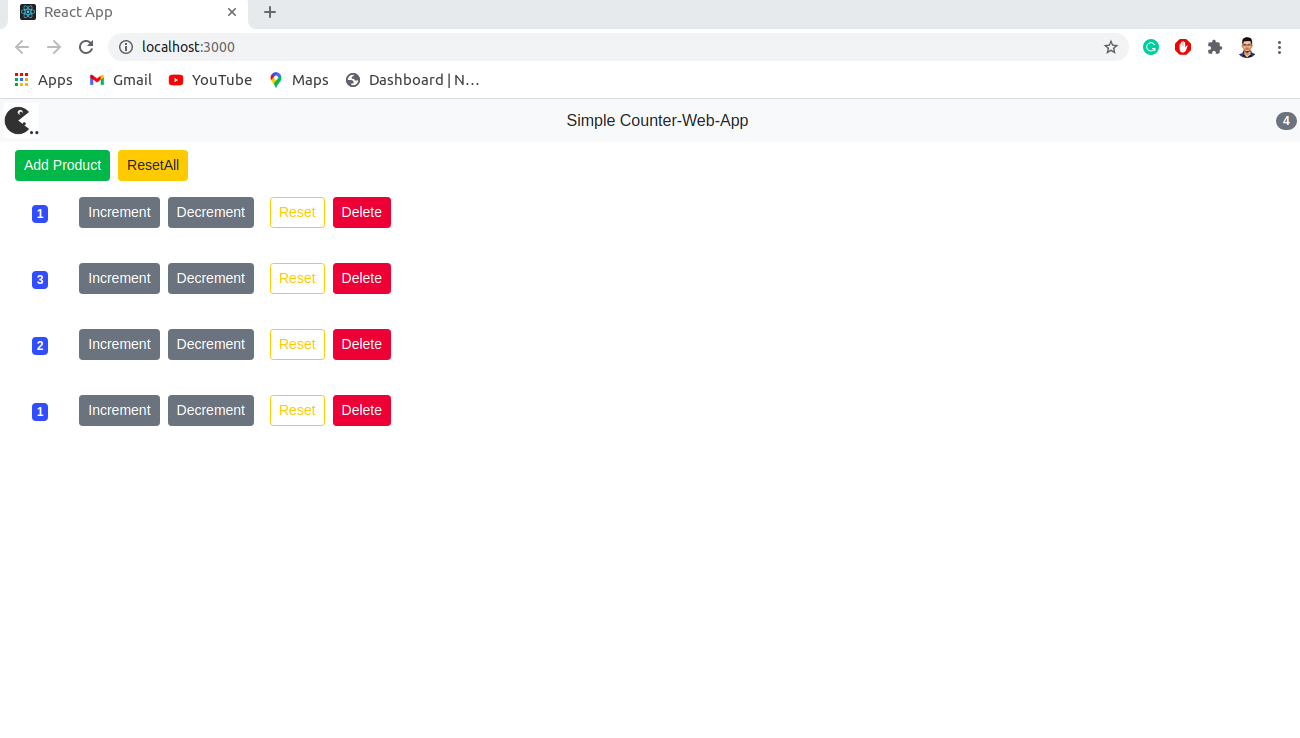 React App
localhost:3000
Apps Gmail YouTube Maps Dashboard | N...
Simple Counter-Web-App 4
Add Product ResetAll
1 Increment Decrement Reset Delete
3 Increment Decrement Reset Delete
2 Increment Decrement Reset Delete
1 Increment Decrement Reset Delete